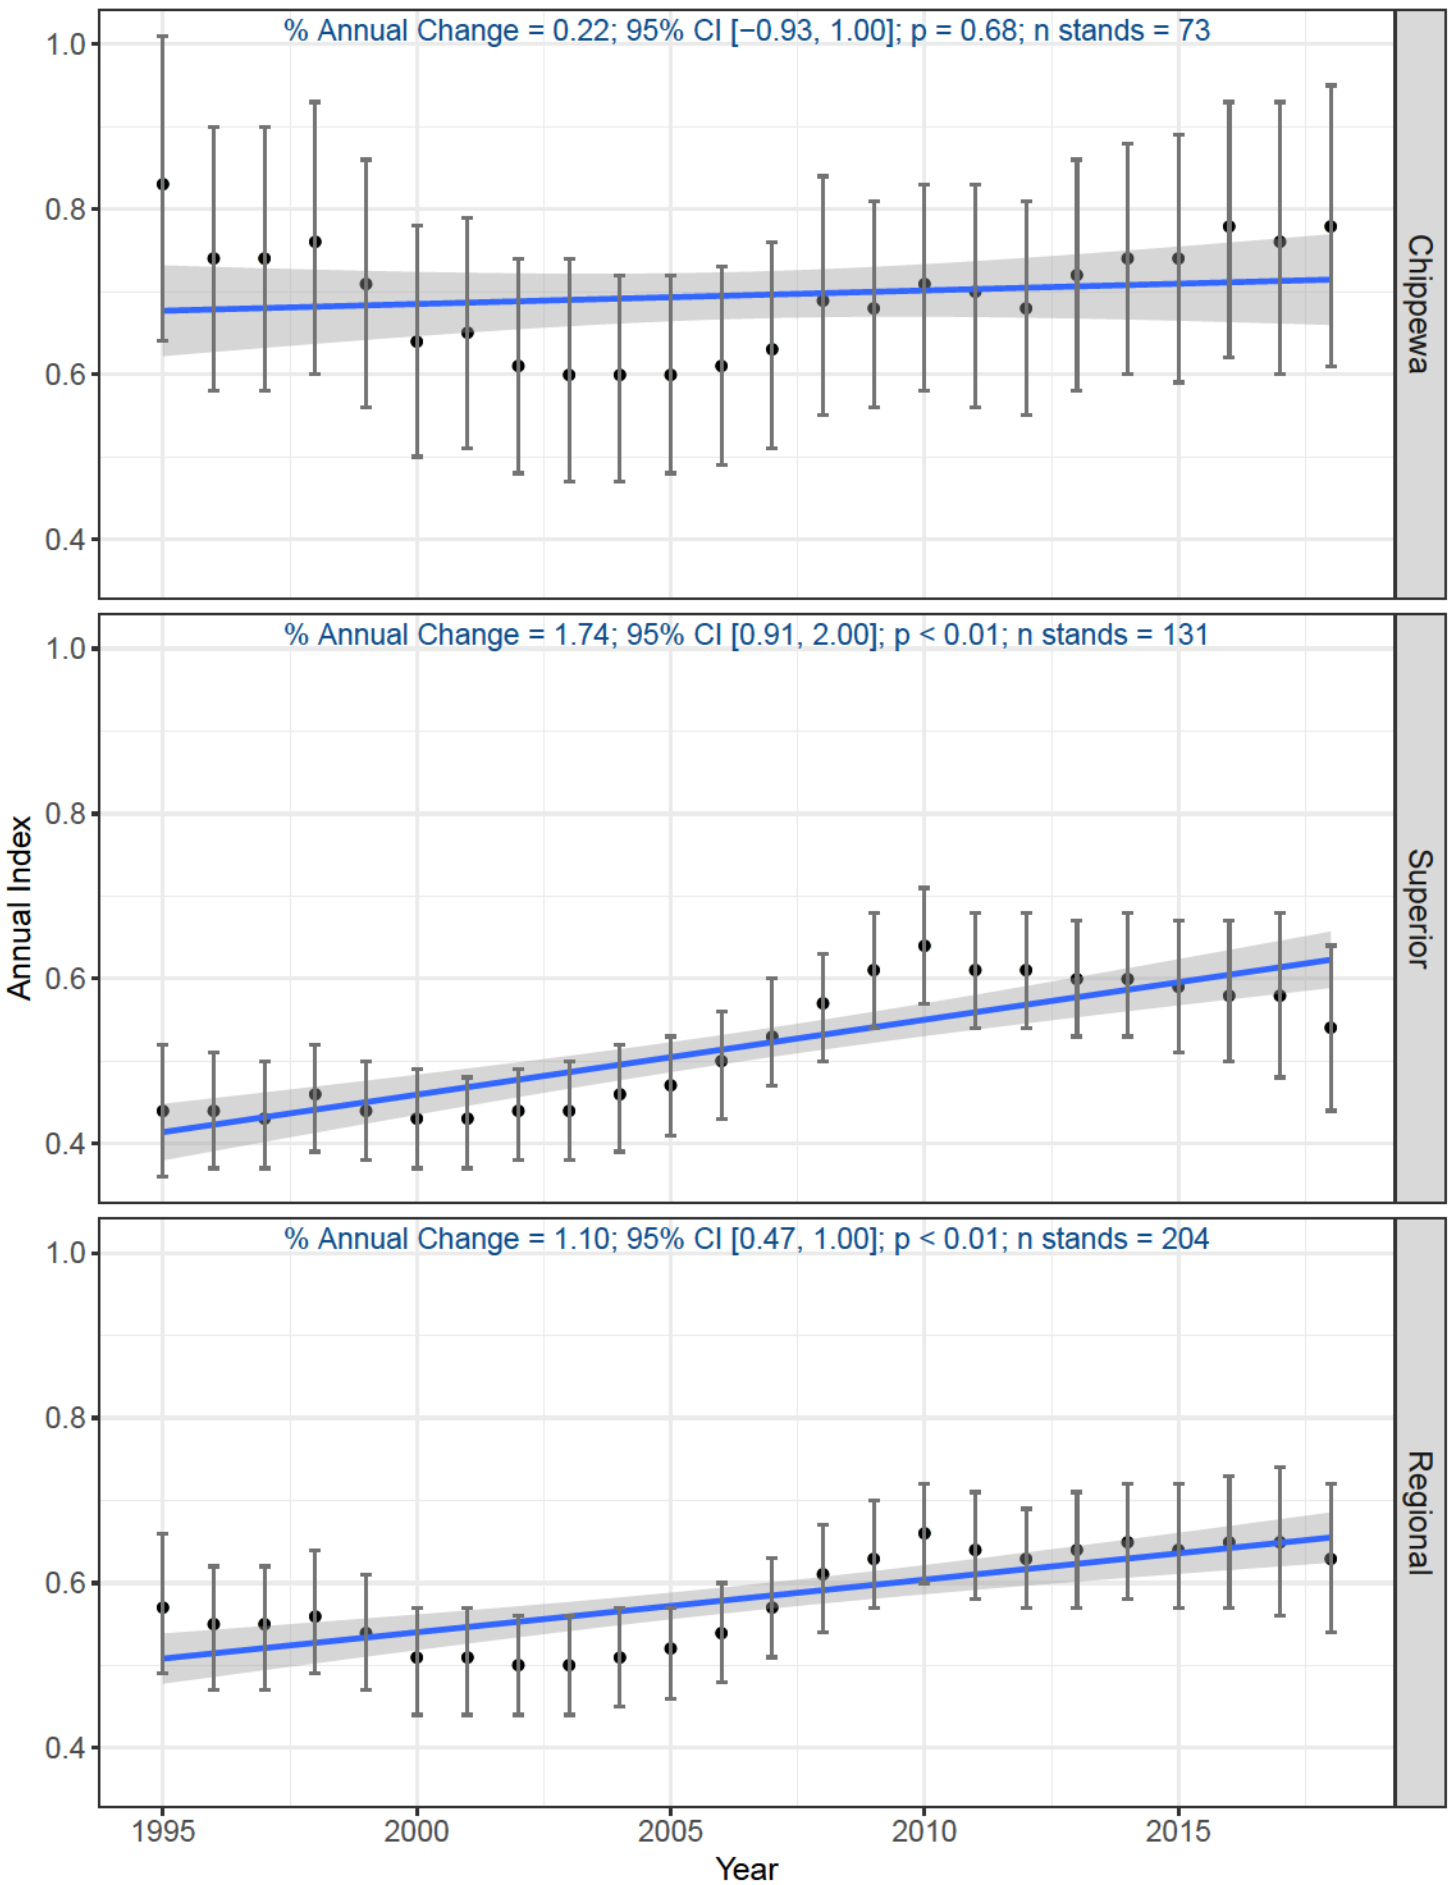 % Annual Change = 0.22; 95% CI [−0.93, 1.00]; p = 0.68; n stands = 73
1.0
0.8
0.6
0.4
Chippewa
% Annual Change = 1.74; 95% CI [0.91, 2.00]; p < 0.01; n stands = 131
1.0
0.8
0.6
0.4
Superior
Annual Index
% Annual Change = 1.10; 95% CI [0.47, 1.00]; p < 0.01; n stands = 204
1.0
0.8
0.6
0.4
Regional
1995 2000 2005 2010 2015
Year